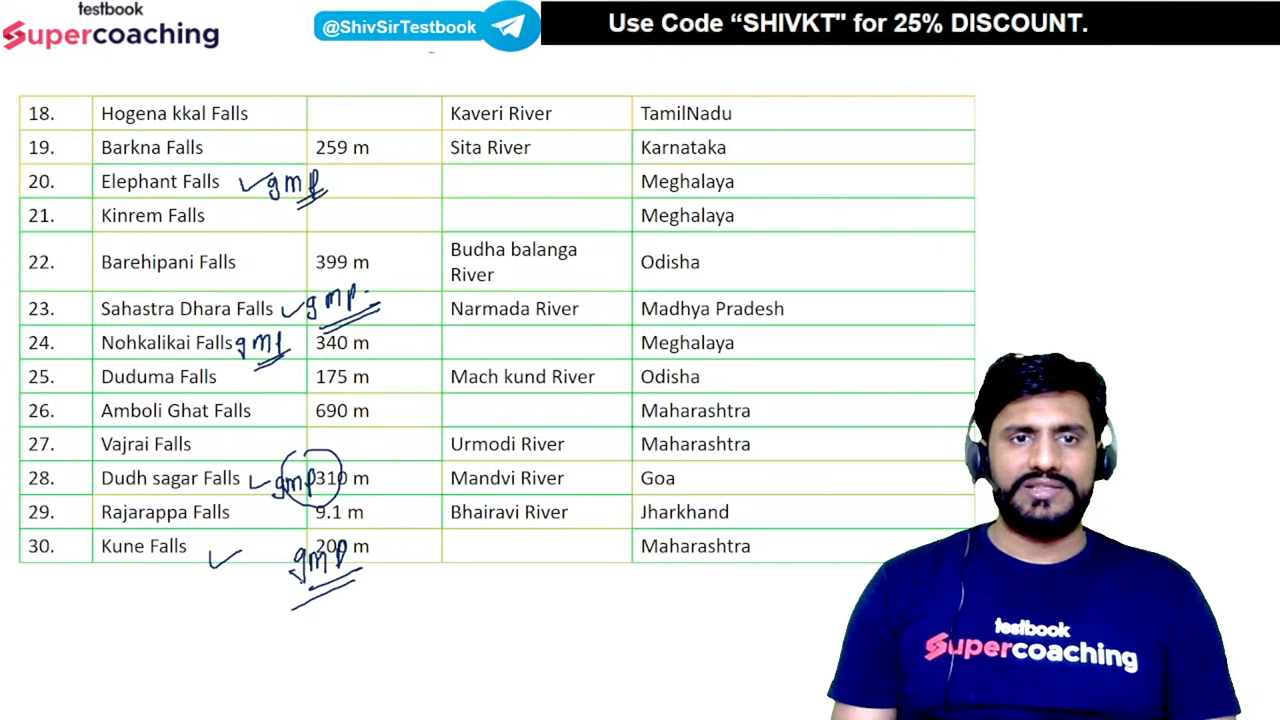 testbook
Supercoaching
@ShivSirTestbook
Use Code “SHIVKT" for 25% DISCOUNT.
18. Hogena kkal Falls Kaveri River TamilNadu
19. Barkna Falls 259 m Sita River Karnataka
20. Elephant Falls gmp Meghalaya
21. Kinrem Falls Meghalaya
22. Barehipani Falls 399 m Budha balanga River Odisha
23. Sahastra Dhara Falls gmp. Narmada River Madhya Pradesh
24. Nohkalikai Falls gmp 340 m Meghalaya
25. Duduma Falls 175 m Mach kund River Odisha
26. Amboli Ghat Falls 690 m Maharashtra
27. Vajrai Falls Urmodi River Maharashtra
28. Dudh sagar Falls gmp 310 m Mandvi River Goa
29. Rajarappa Falls 9.1 m Bhairavi River Jharkhand
30. Kune Falls gmp 200 m Maharashtra
testbook
Supercoaching